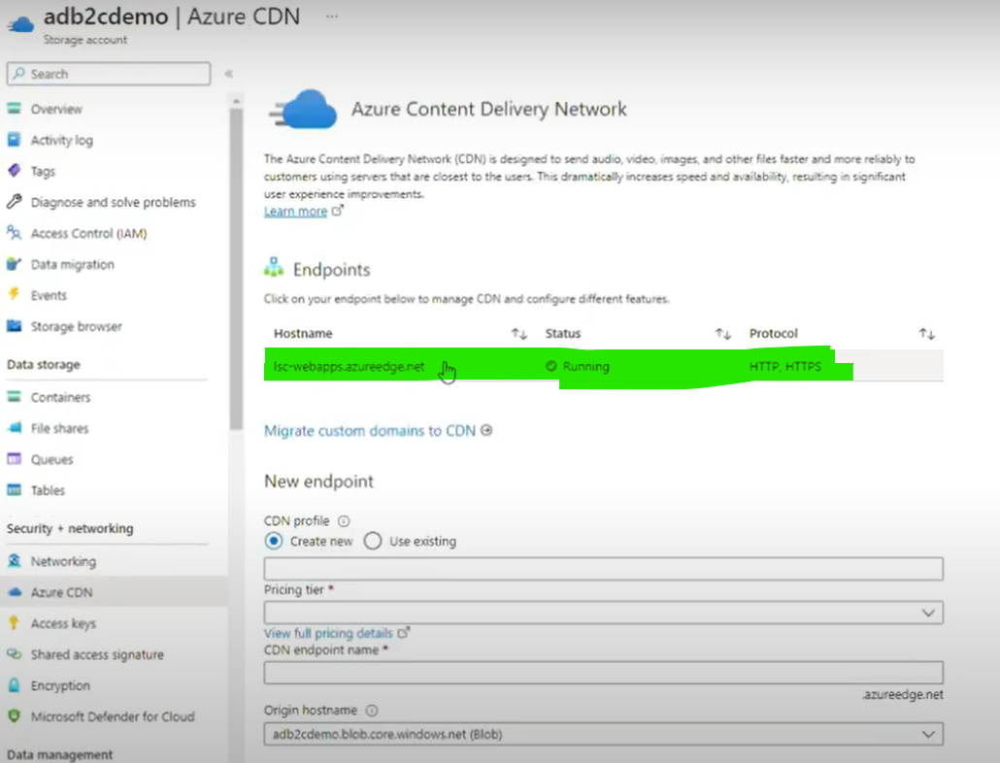 adb2cdemo | Azure CDN ...
Storage account
Search
«
Overview
Activity log
Tags
Diagnose and solve problems
Access Control (IAM)
Data migration
Events
Storage browser
Data storage
Containers
File shares
Queues
Tables
Security + networking
Networking
Azure CDN
Access keys
Shared access signature
Encryption
Microsoft Defender for Cloud
Data management
Azure Content Delivery Network
The Azure Content Delivery Network (CDN) is designed to send audio, video, images, and other files faster and more reliably to
customers using servers that are closest to the users. This dramatically increases speed and availability, resulting in significant
user experience improvements.
Learn more
Endpoints
Click on your endpoint below to manage CDN and configure different features.
Hostname ↑↓ Status ↑↓ Protocol ↑↓
lsc-webapps.azureedge.net Running HTTP, HTTPS
Migrate custom domains to CDN
New endpoint
CDN profile
Create new Use existing
Pricing tier *
View full pricing details
CDN endpoint name *
.azureedge.net
Origin hostname
adb2cdemo.blob.core.windows.net (Blob)